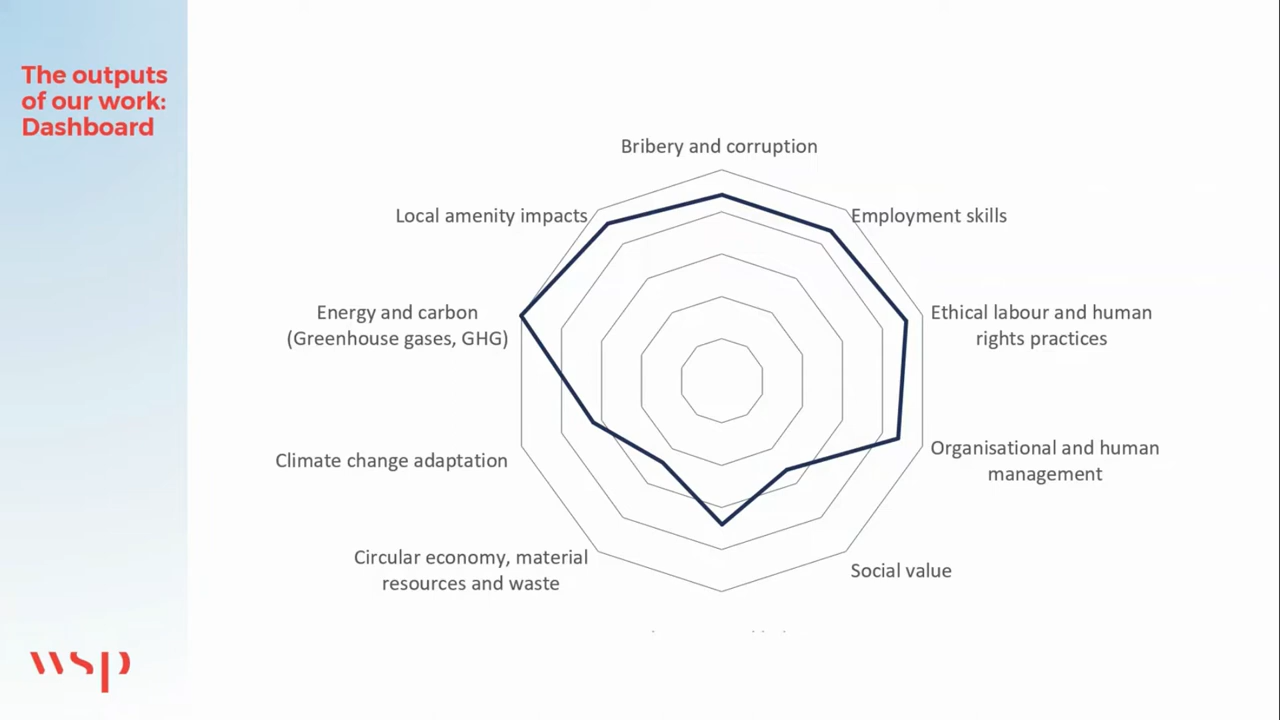 The outputs
of our work:
Dashboard
Bribery and corruption
Local amenity impacts
Employment skills
Energy and carbon
(Greenhouse gases, GHG)
Ethical labour and human
rights practices
Climate change adaptation
Organisational and human
management
Circular economy, material
resources and waste
Social value
wsp